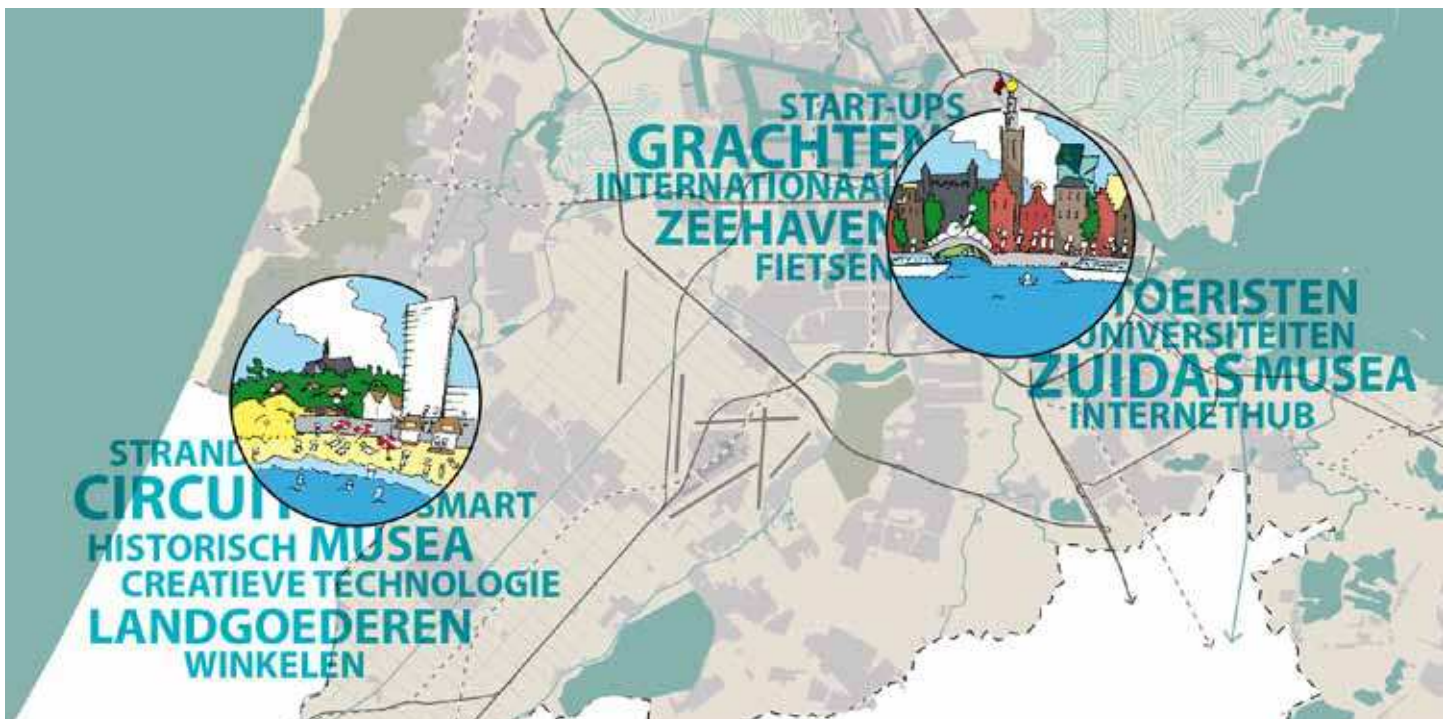 START-UPS
GRACHTEN
INTERNATIONAAL
ZEEHAVEN
FIETSEN
TOERISTEN
UNIVERSITEITEN
ZUIDAS MUSEA
INTERNETHUB
STRAND
CIRCUIT SMART
HISTORISCH MUSEA
CREATIEVE TECHNOLOGIE
LANDGOEDEREN
WINKELEN